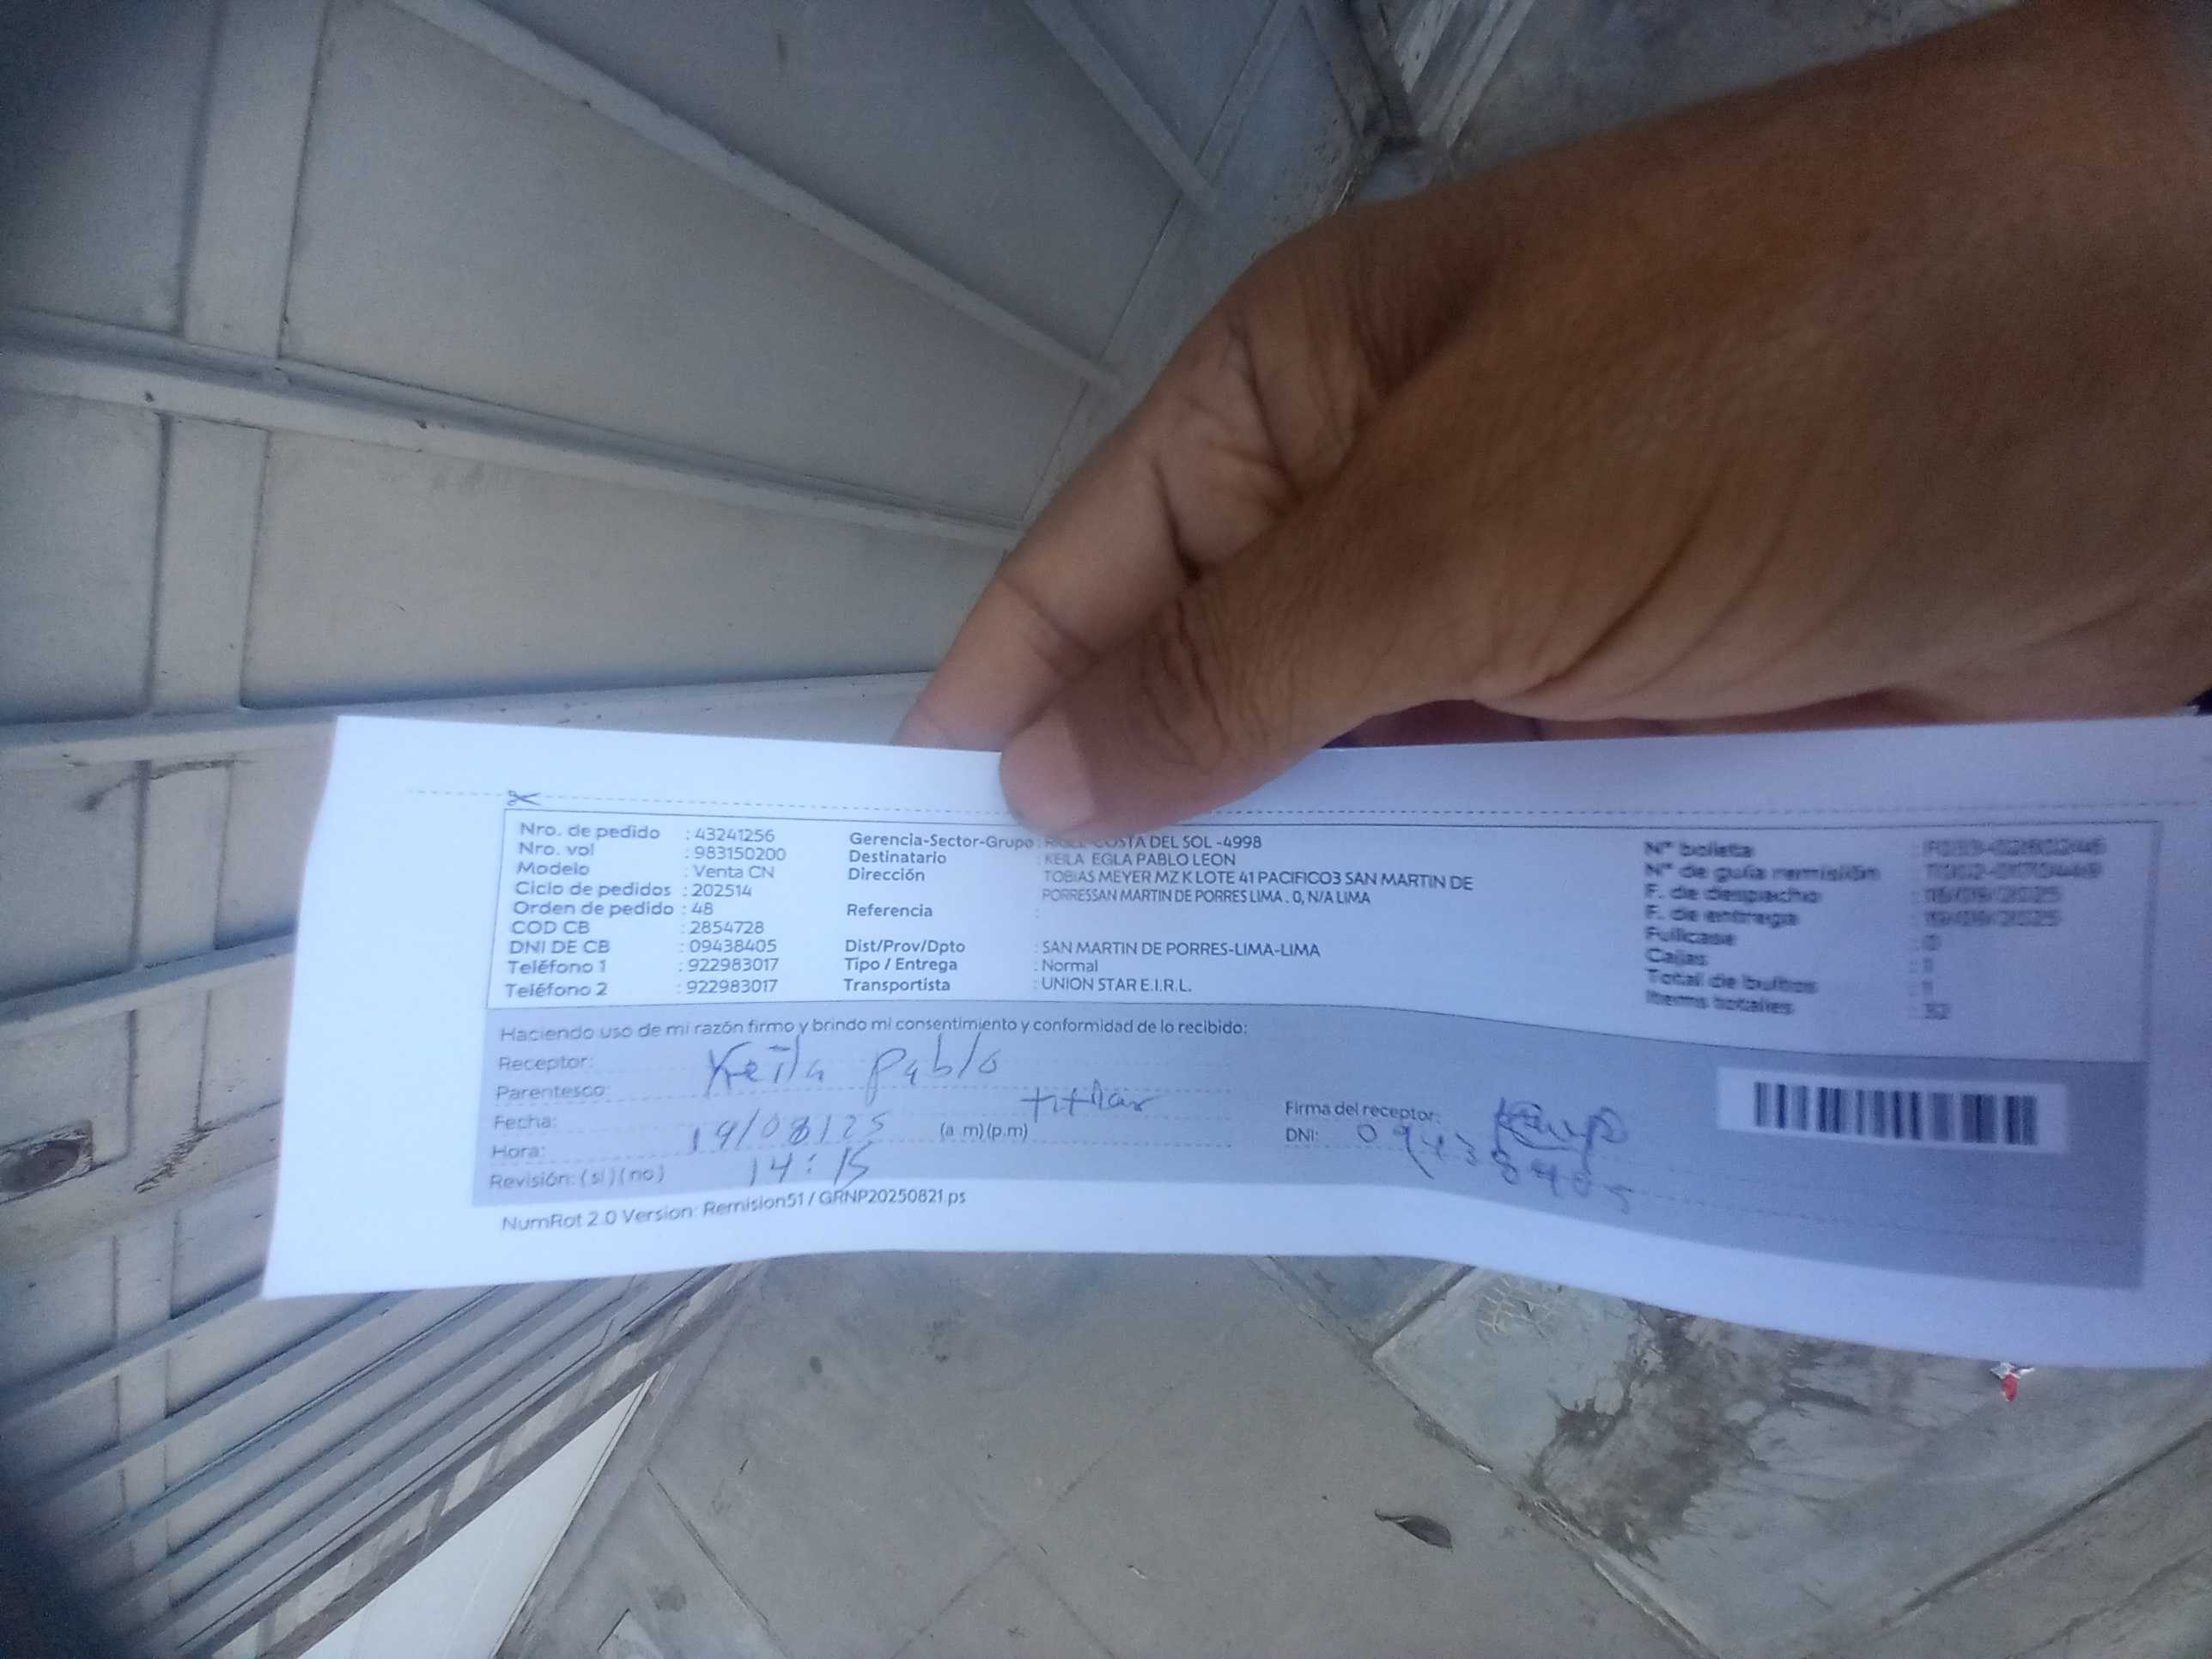 Nro. de pedido : 43241256
Nro. vol : 983150200
Modelo : Venta CN
Ciclo de pedidos : 202514
Orden de pedido : 48
COD CB : 2854728
DNI DE CB : 09438405
Teléfono 1 : 922983017
Teléfono 2 : 922983017
Gerencia-Sector-Grupo : COSTA DEL SOL -4998
Destinatario : KEILA EGLA PABLO LEON
Dirección : TOBIAS MEYER MZ K LOTE 41 PACIFICO3 SAN MARTIN DE
PORRESSAN MARTIN DE PORRES LIMA . 0, N/A LIMA
Referencia :
Dist/Prov/Dpto : SAN MARTIN DE PORRES-LIMA-LIMA
Tipo / Entrega : Normal
Transportista : UNION STAR E.I.R.L.
N° boleta
N° de guía remisión
F. de despacho
F. de entrega
Fullcase : 0
Cajas : 1
Total de bultos : 1
Items totales : 32
Haciendo uso de mi razón firmo y brindo mi consentimiento y conformidad de lo recibido:
Receptor: Keila Pablo
Parentesco: titular
Fecha:
Hora: 14:15 (a m)(p.m)
Revisión: (si)(no)
Firma del receptor:
DNI: 09438405
NumRot 2.0 Version: Remision51 / GRNP20250821.ps